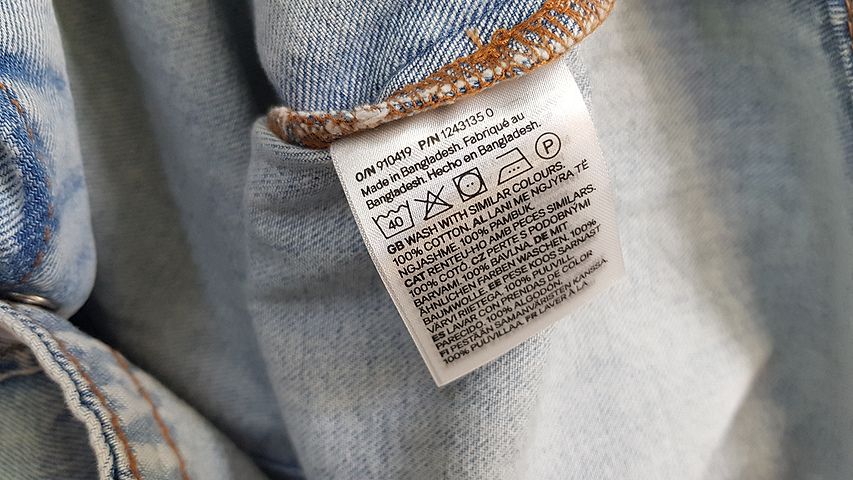 O/N 910419 P/N 1243135 0
Made in Bangladesh. Fabriqué au
Bangladesh. Hecho en Bangladesh.
40 P
GB WASH WITH SIMILAR COLOURS.
100% COTTON. AL LANI ME NGJYRA TË
NGJASHME. 100% PAMBUK
CAT RENTEU-HO AMB PECES SIMILARS.
100% COTÓ. CZ PERTE S PODOBNÝMI
BARVAMI. 100% BAVLNA. DE MIT
ÄHNLICHEN FARBEN WASCHEN. 100%
BAUMWOLLE. EE PESE KOOS SARNAST
VÄRVI RIIETEGA. 100% PUUVILL.
ES LAVAR CON PRENDAS DE COLOR
PARECIDO. 100% ALGODÓN.
FI PESTÄÄN SAMANVÄRISTEN KANSSA.
100% PUUVILLAA. FR LAVER À LA